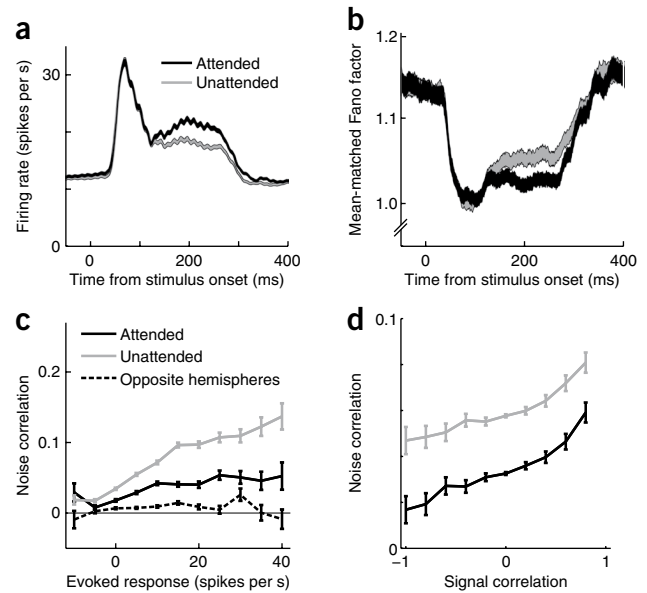 a
Firing rate (spikes per s)
30
0
Attended
Unattended
0
200
400
Time from stimulus onset (ms)
b
Mean-matched Fano factor
1.2
1.1
1.0
0
200
400
Time from stimulus onset (ms)
c
Noise correlation
0.2
0.1
0
Attended
Unattended
Opposite hemispheres
0
20
40
Evoked response (spikes per s)
d
Noise correlation
0.1
0
−1
0
1
Signal correlation